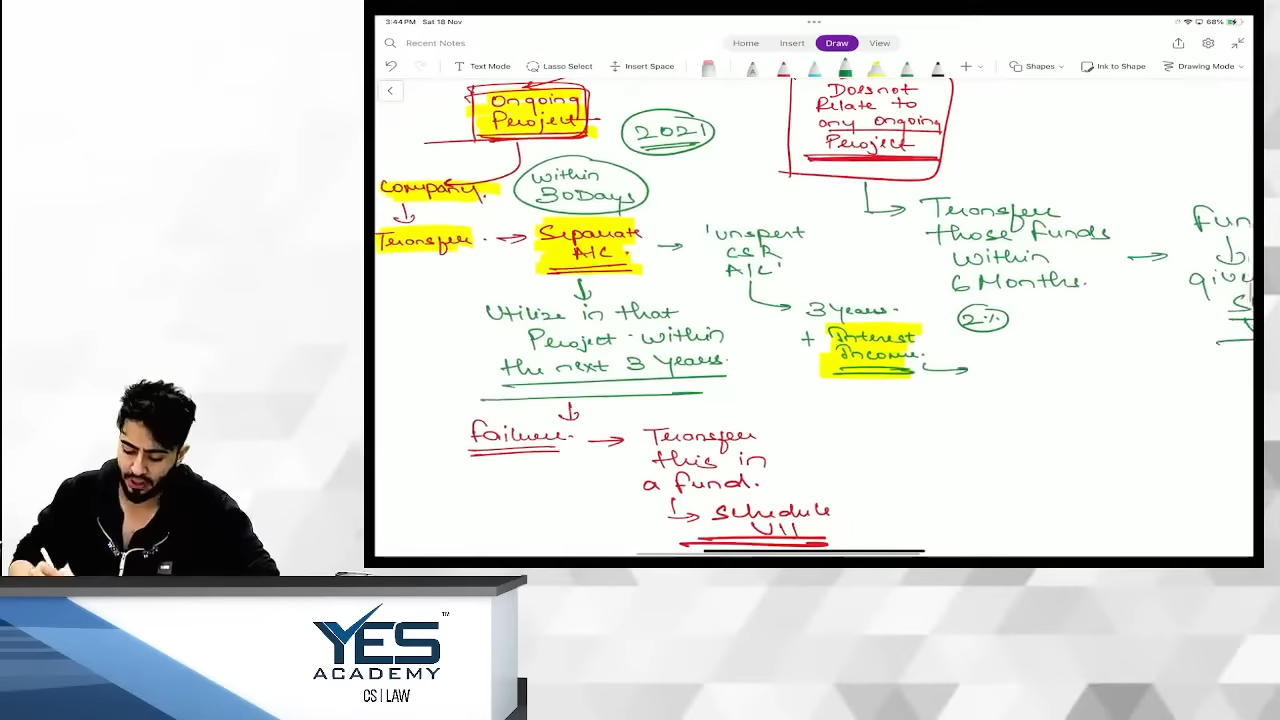 3:44 PM Sat 18 Nov
68%
Recent Notes
Home Insert Draw View
Text Mode Lasso Select Insert Space Shapes Ink to Shape Drawing Mode
Ongoing
Project
2021
Does not
Relate to
any ongoing
Project
Company.
within
30 Days
Transfer
Separate
A/C.
'unspent
CSR
A/C'
Transfer
those funds
within
6 Months.
2%
Fun
give
Utilize in that
Project within
the next 3 Years.
3 years.
+ Interest
Income.
failure.
Transfer
this in
a fund.
Schedule
VII
YES
ACADEMY
CS | LAW
™